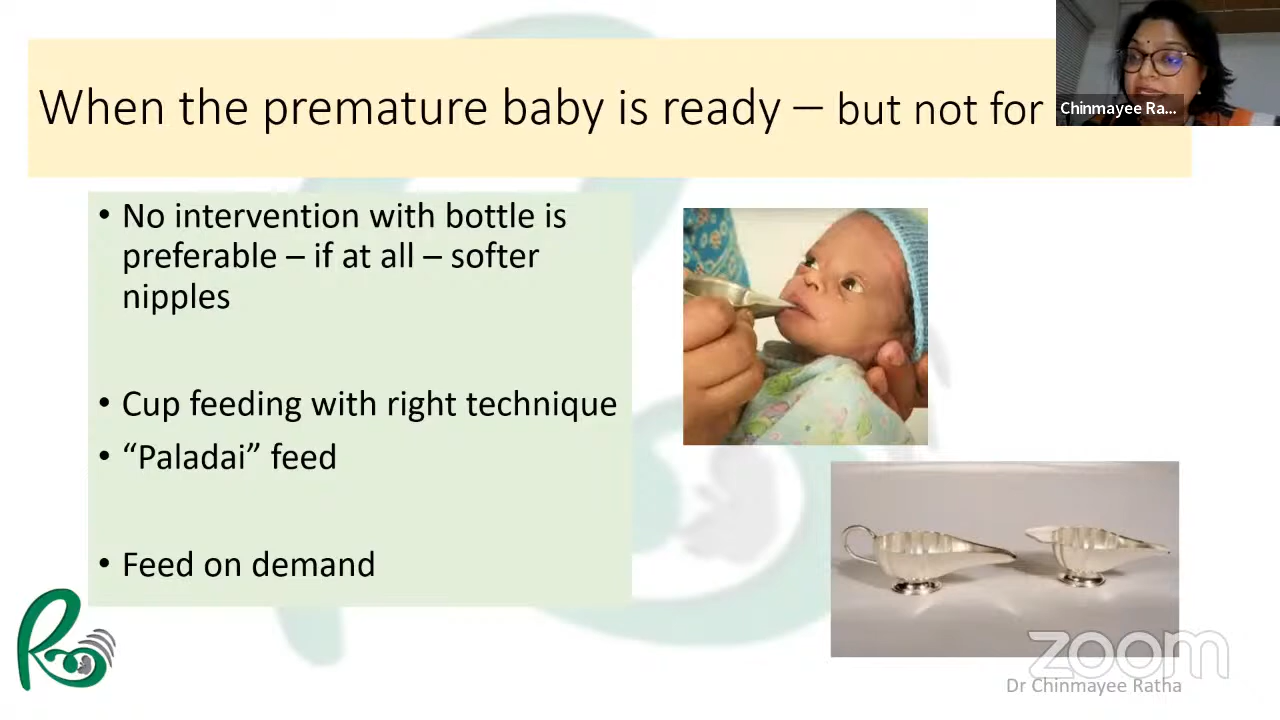 When the premature baby is ready – but not for
Chinmayee Ra...
• No intervention with bottle is
preferable – if at all – softer
nipples
• Cup feeding with right technique
• “Paladai” feed
• Feed on demand
zoom
Dr Chinmayee Ratha